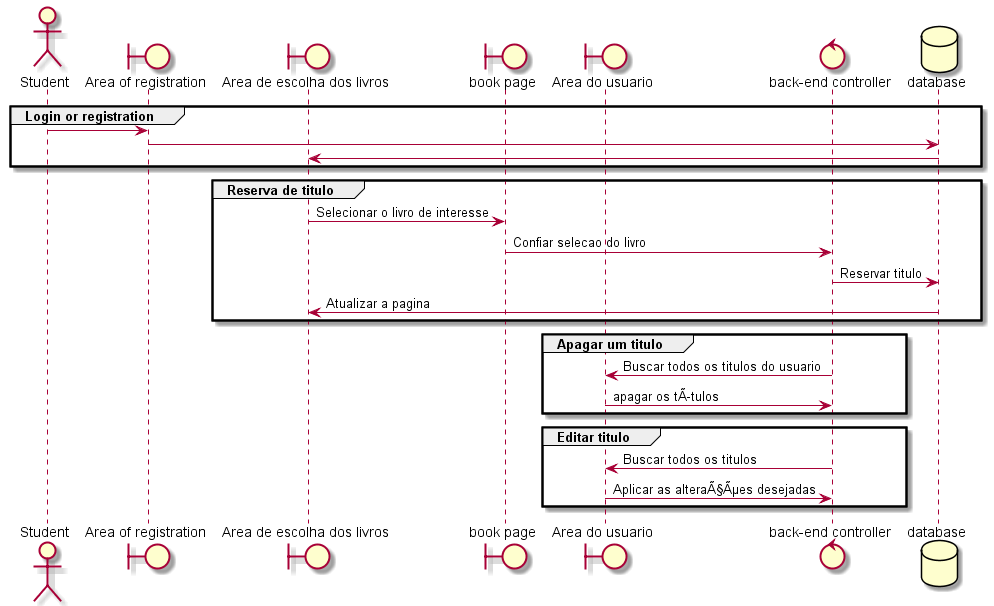 Student
Area of registration
Area de escolha dos livros
book page
Area do usuario
back-end controller
database
Login or registration
Reserva de titulo
Selecionar o livro de interesse
Confiar selecao do livro
Reservar titulo
Atualizar a pagina
Apagar um titulo
Buscar todos os titulos do usuario
apagar os tÃ-tulos
Editar titulo
Buscar todos os titulos
Aplicar as alteraÃ§Ãµes desejadas
Student
Area of registration
Area de escolha dos livros
book page
Area do usuario
back-end controller
database